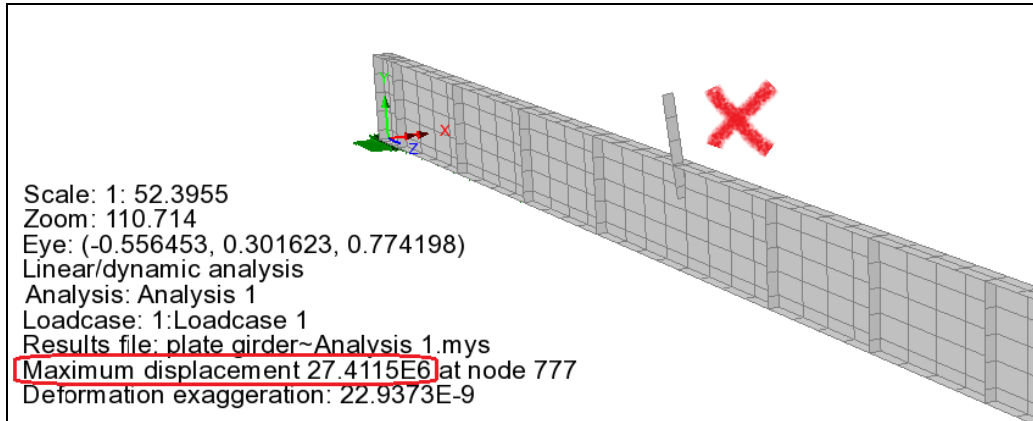 Y
X
Z
Scale: 1: 52.3955
Zoom: 110.714
Eye: (-0.556453, 0.301623, 0.774198)
Linear/dynamic analysis
Analysis: Analysis 1
Loadcase: 1:Loadcase 1
Results file: plate girder~Analysis 1.mys
Maximum displacement 27.4115E6 at node 777
Deformation exaggeration: 22.9373E-9